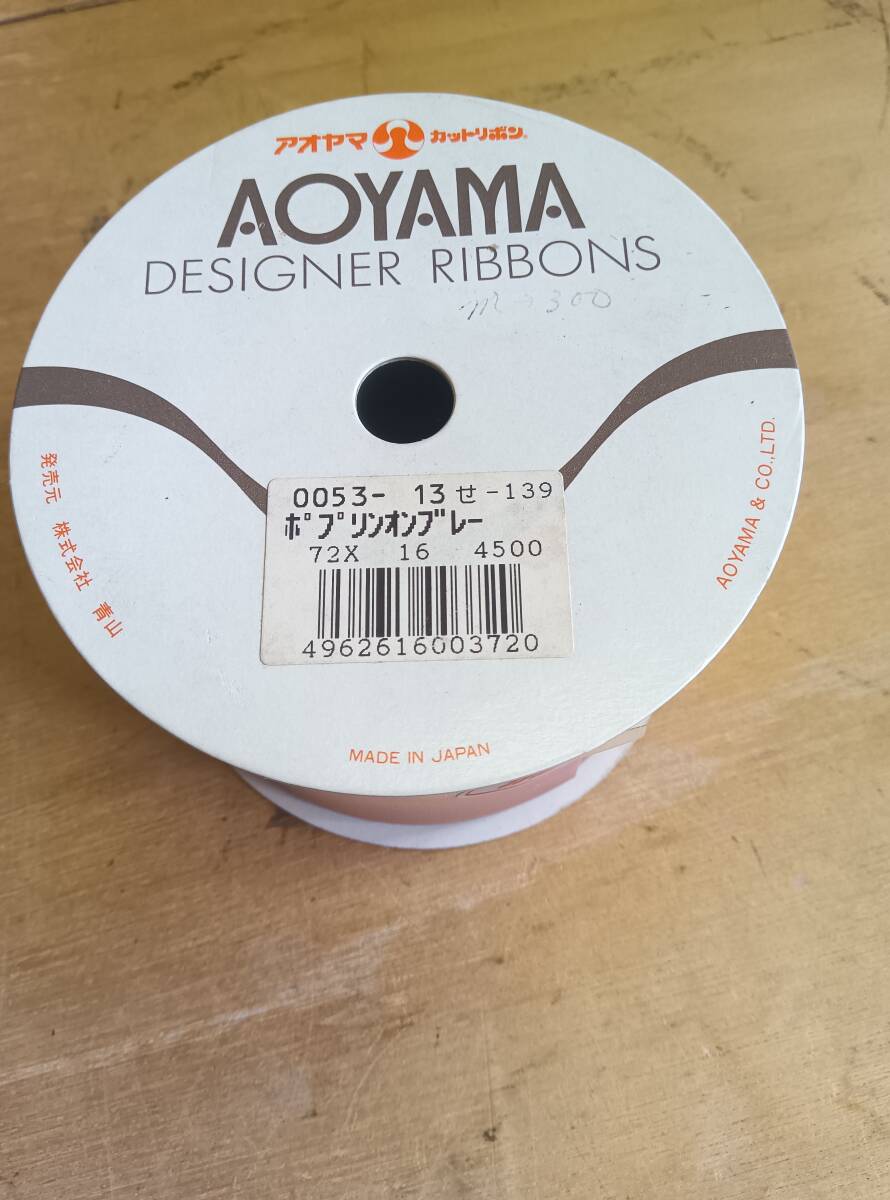 アオヤマ カットリボン
AOYAMA
DESIGNER RIBBONS
300
0053- 13 せ-139
ﾎﾟﾌﾟﾘﾝｵﾝﾌﾞﾚｰ
72X 16 4500
4962616003720
発売元 株式会社 青山
AOYAMA & CO.,LTD.
MADE IN JAPAN